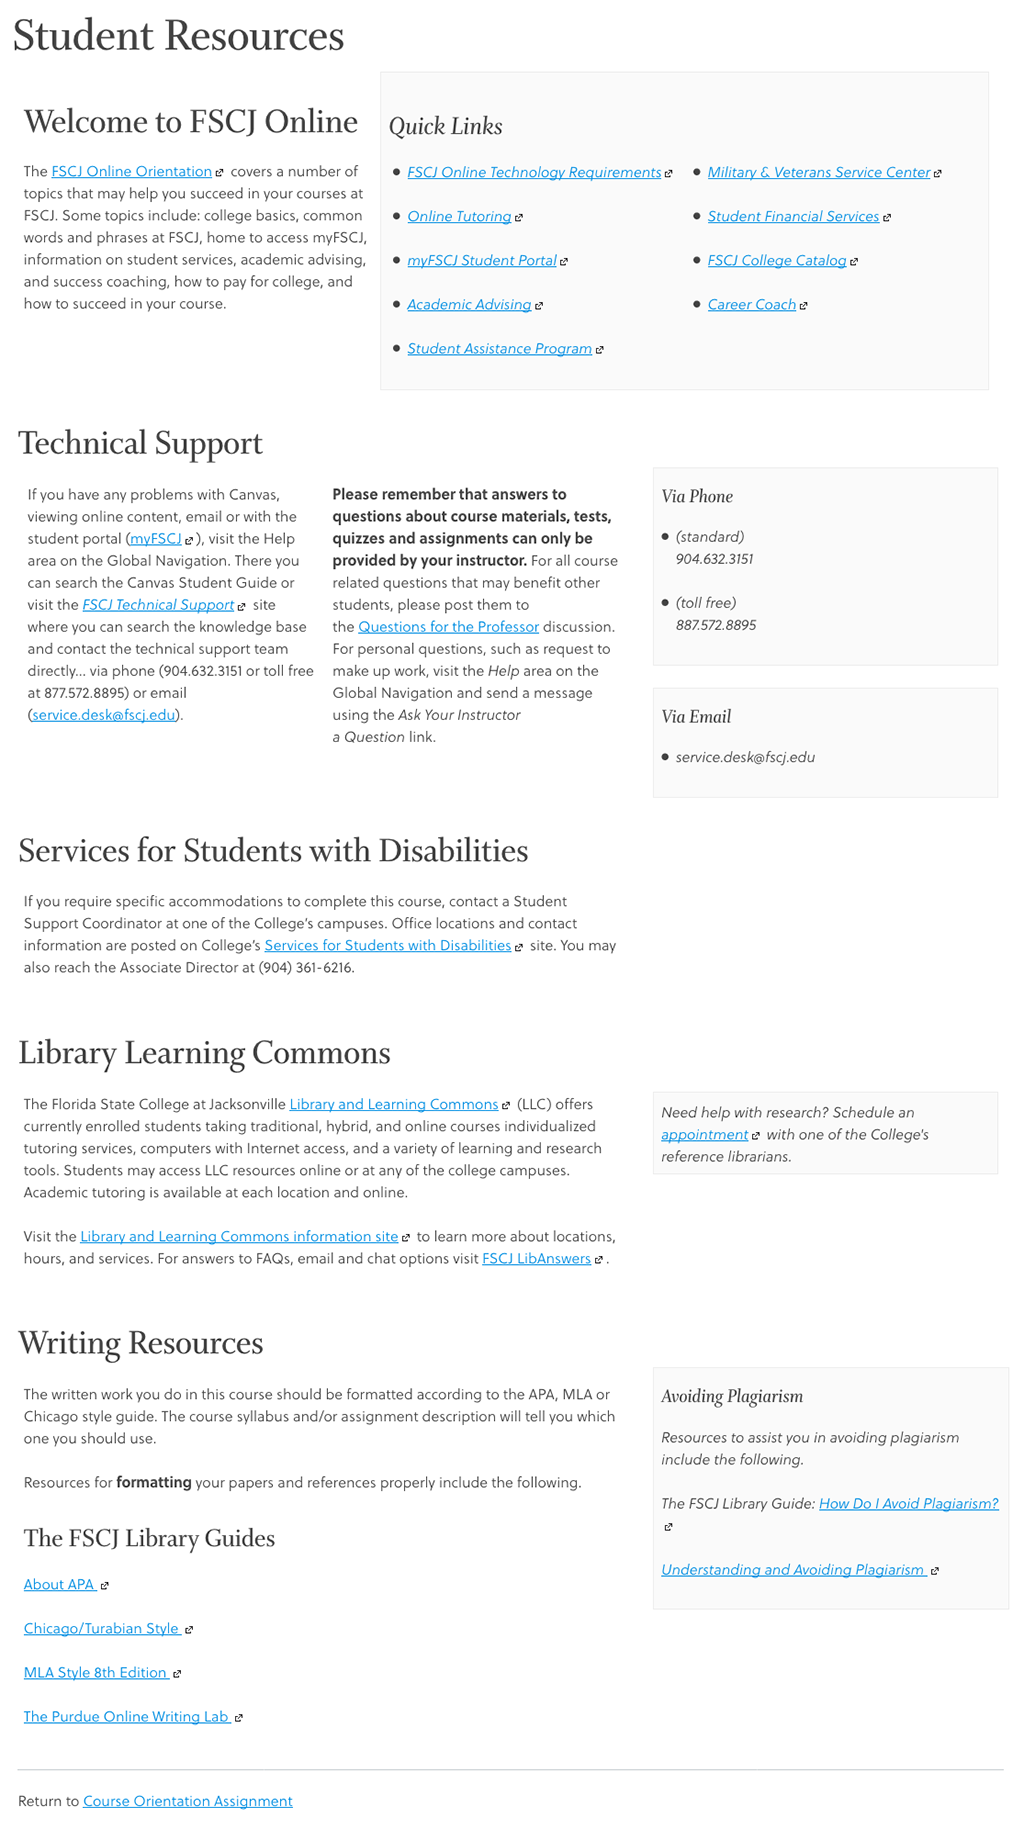 Student Resources
Welcome to FSCJ Online
The FSCJ Online Orientation covers a number of
topics that may help you succeed in your courses at
FSCJ. Some topics include: college basics, common
words and phrases at FSCJ, home to access myFSCJ,
information on student services, academic advising,
and success coaching, how to pay for college, and
how to succeed in your course.
Quick Links
FSCJ Online Technology Requirements
Online Tutoring
myFSCJ Student Portal
Academic Advising
Student Assistance Program
Military & Veterans Service Center
Student Financial Services
FSCJ College Catalog
Career Coach
Technical Support
If you have any problems with Canvas,
viewing online content, email or with the
student portal (myFSCJ), visit the Help
area on the Global Navigation. There you
can search the Canvas Student Guide or
visit the FSCJ Technical Support site
where you can search the knowledge base
and contact the technical support team
directly... via phone (904.632.3151 or toll free
at 877.572.8895) or email
(service.desk@fscj.edu).
Please remember that answers to
questions about course materials, tests,
quizzes and assignments can only be
provided by your instructor. For all course
related questions that may benefit other
students, please post them to
the Questions for the Professor discussion.
For personal questions, such as request to
make up work, visit the Help area on the
Global Navigation and send a message
using the Ask Your Instructor
a Question link.
Via Phone
(standard)
904.632.3151
(toll free)
887.572.8895
Via Email
service.desk@fscj.edu
Services for Students with Disabilities
If you require specific accommodations to complete this course, contact a Student
Support Coordinator at one of the College's campuses. Office locations and contact
information are posted on College's Services for Students with Disabilities site. You may
also reach the Associate Director at (904) 361-6216.
Library Learning Commons
The Florida State College at Jacksonville Library and Learning Commons (LLC) offers
currently enrolled students taking traditional, hybrid, and online courses individualized
tutoring services, computers with Internet access, and a variety of learning and research
tools. Students may access LLC resources online or at any of the college campuses.
Academic tutoring is available at each location and online.
Visit the Library and Learning Commons information site to learn more about locations,
hours, and services. For answers to FAQs, email and chat options visit FSCJ LibAnswers.
Need help with research? Schedule an
appointment with one of the College's
reference librarians.
Writing Resources
The written work you do in this course should be formatted according to the APA, MLA or
Chicago style guide. The course syllabus and/or assignment description will tell you which
one you should use.
Resources for formatting your papers and references properly include the following.
The FSCJ Library Guides
About APA
Chicago/Turabian Style
MLA Style 8th Edition
The Purdue Online Writing Lab
Avoiding Plagiarism
Resources to assist you in avoiding plagiarism
include the following.
The FSCJ Library Guide: How Do I Avoid Plagiarism?
Understanding and Avoiding Plagiarism
Return to Course Orientation Assignment